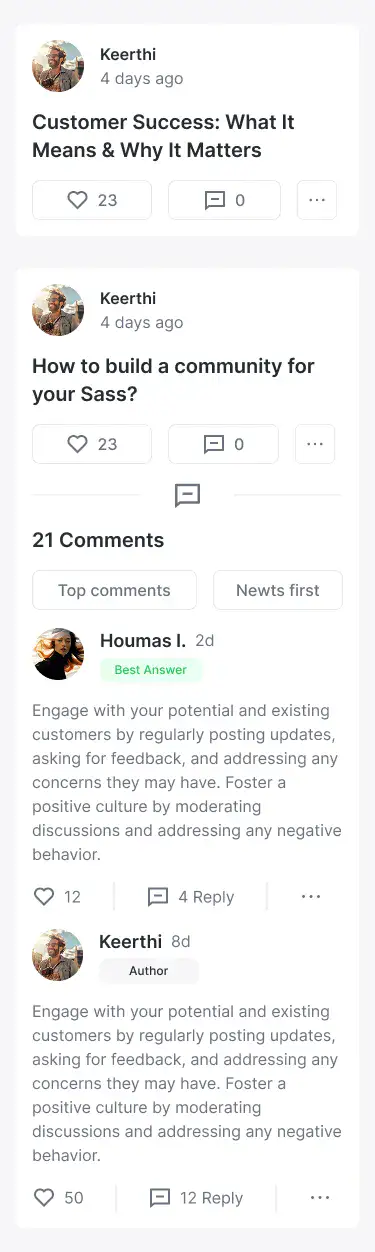 Keerthi
4 days ago
Customer Success: What It
Means & Why It Matters
23
0
Keerthi
4 days ago
How to build a community for
your Sass?
23
0
21 Comments
Top comments
Newts first
Houmas I. 2d
Best Answer
Engage with your potential and existing
customers by regularly posting updates,
asking for feedback, and addressing any
concerns they may have. Foster a
positive culture by moderating
discussions and addressing any negative
behavior.
12
4 Reply
Keerthi 8d
Author
Engage with your potential and existing
customers by regularly posting updates,
asking for feedback, and addressing any
concerns they may have. Foster a
positive culture by moderating
discussions and addressing any negative
behavior.
50
12 Reply